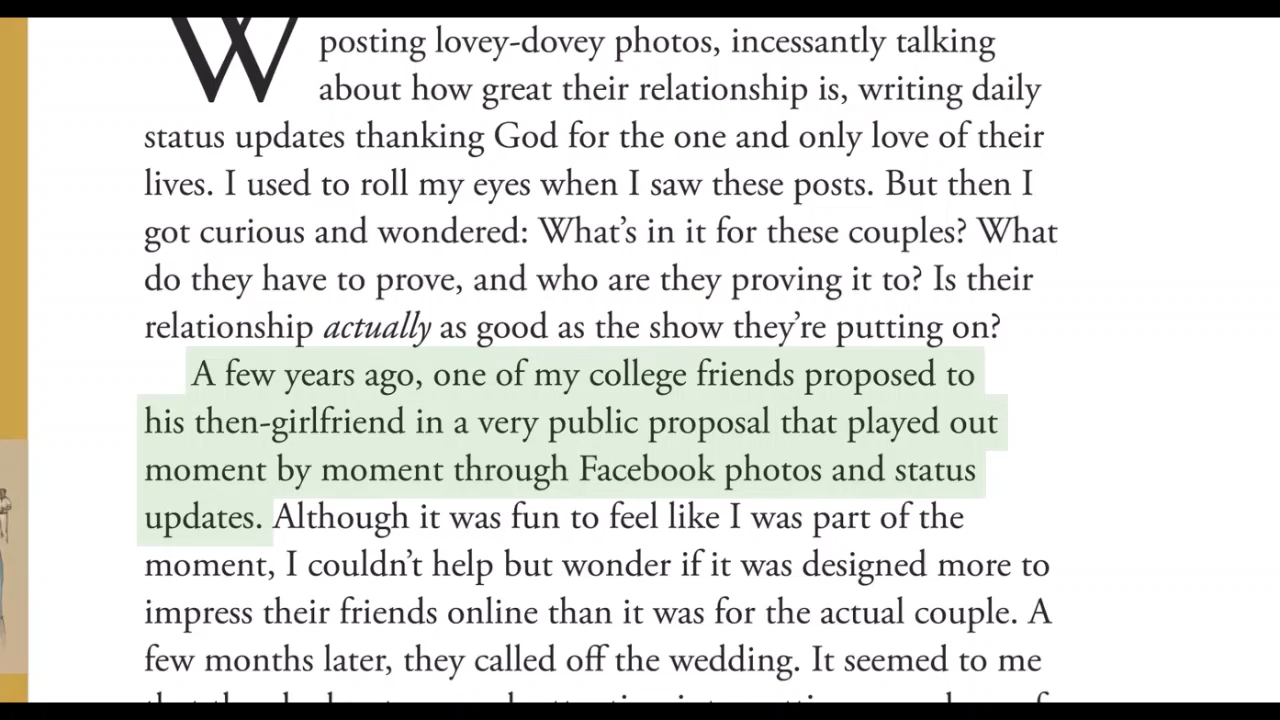 W posting lovey-dovey photos, incessantly talking
about how great their relationship is, writing daily
status updates thanking God for the one and only love of their
lives. I used to roll my eyes when I saw these posts. But then I
got curious and wondered: What’s in it for these couples? What
do they have to prove, and who are they proving it to? Is their
relationship actually as good as the show they’re putting on?
A few years ago, one of my college friends proposed to
his then-girlfriend in a very public proposal that played out
moment by moment through Facebook photos and status
updates. Although it was fun to feel like I was part of the
moment, I couldn’t help but wonder if it was designed more to
impress their friends online than it was for the actual couple. A
few months later, they called off the wedding. It seemed to me